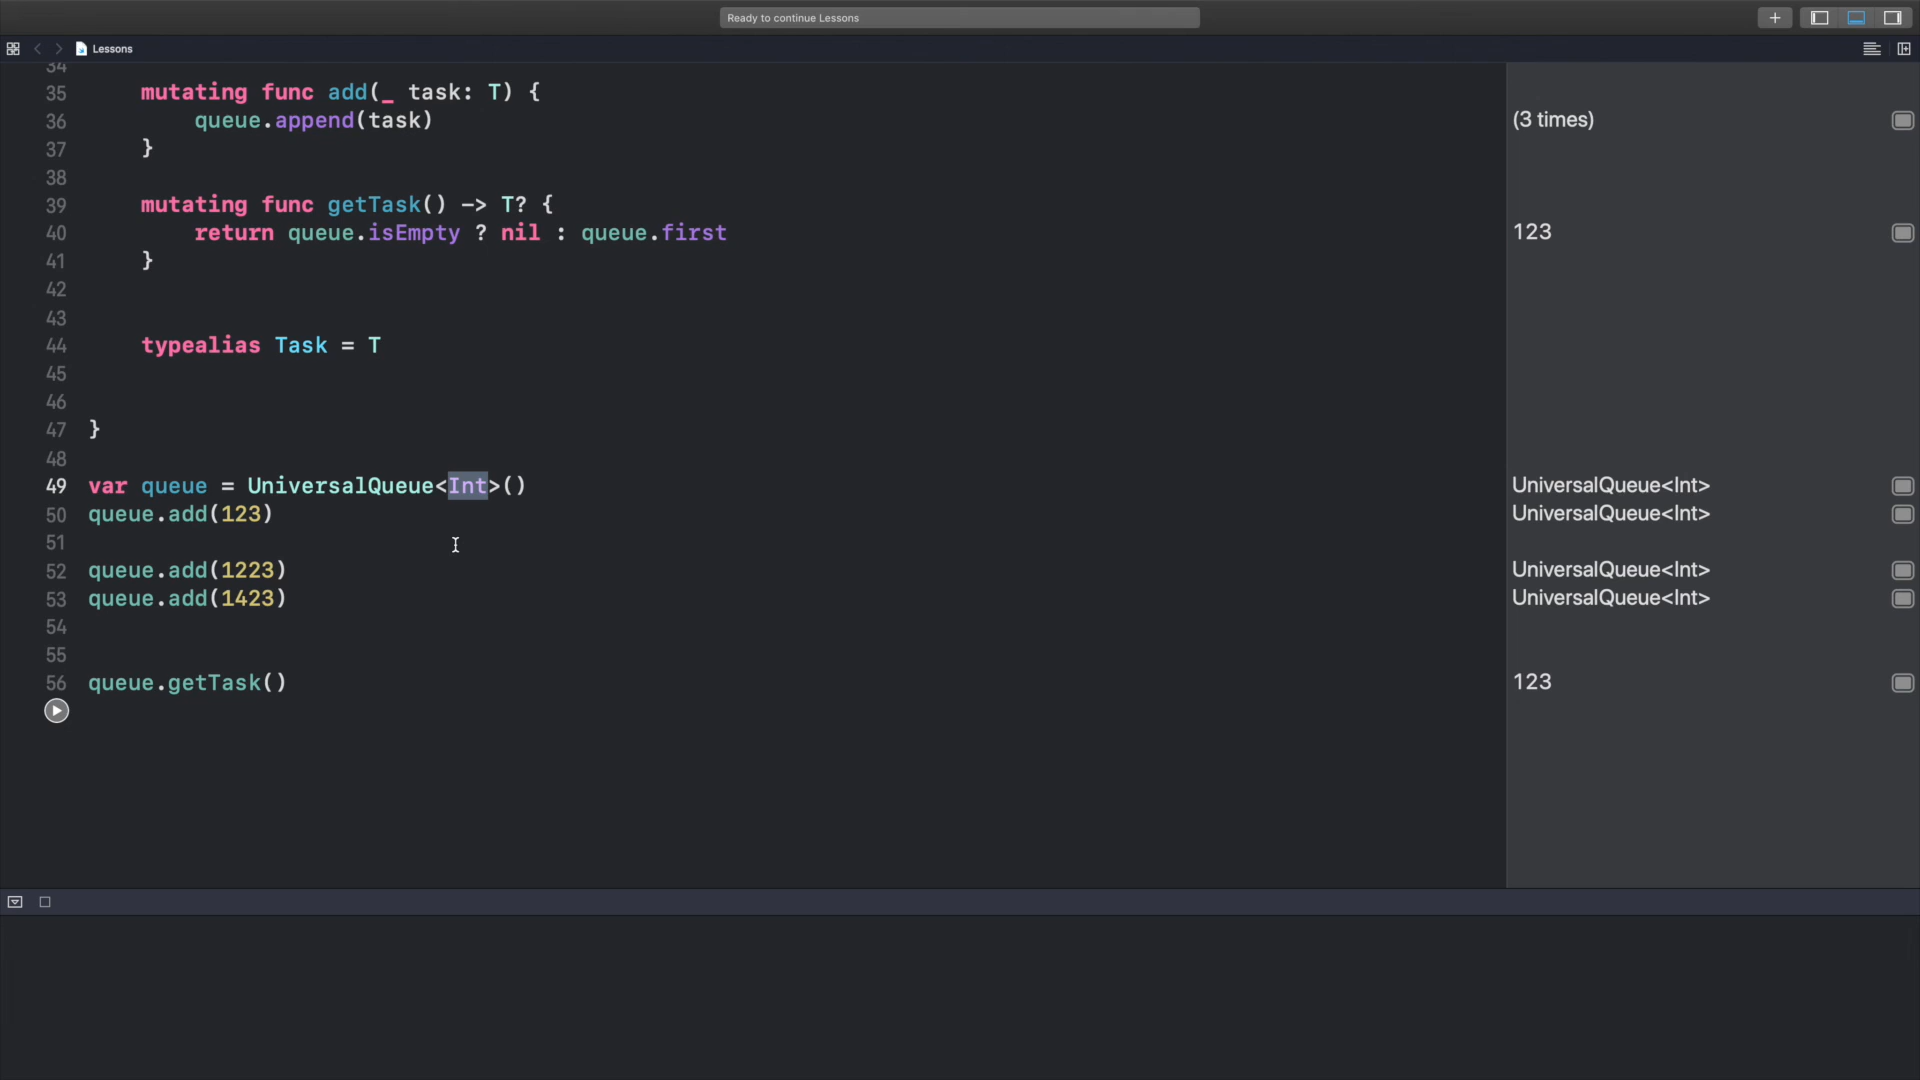 Ready to continue Lessons
Lessons
34
35 mutating func add(_ task: T) {
36 queue.append(task) (3 times)
37 }
38
39 mutating func getTask() -> T? {
40 return queue.isEmpty ? nil : queue.first 123
41 }
42
43
44 typealias Task = T
45
46
47 }
48
49 var queue = UniversalQueue<Int>() UniversalQueue<Int>
50 queue.add(123) UniversalQueue<Int>
51
52 queue.add(1223) UniversalQueue<Int>
53 queue.add(1423) UniversalQueue<Int>
54
55
56 queue.getTask() 123